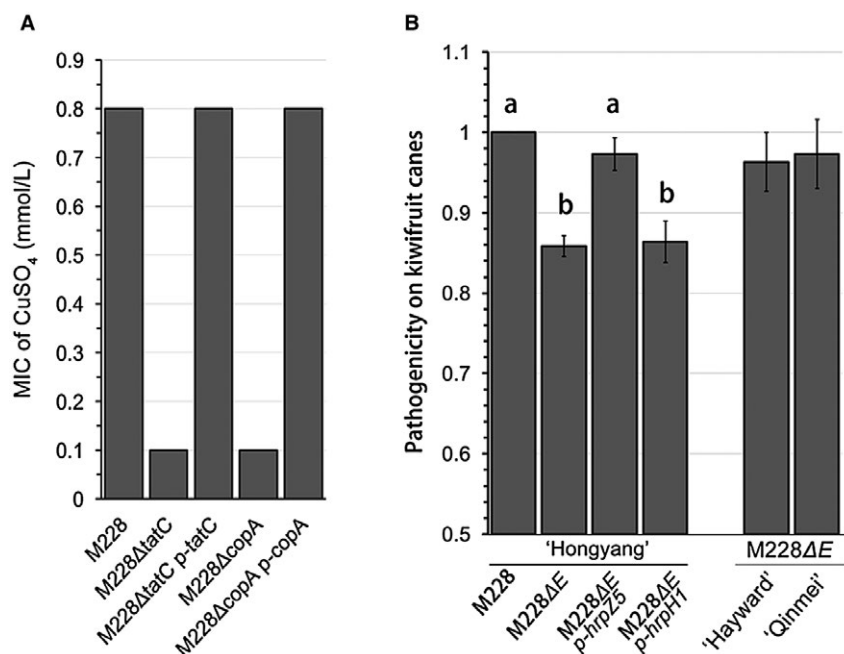 A
MIC of CuSO4 (mmol/L)
0.9
0.8
0.7
0.6
0.5
0.4
0.3
0.2
0.1
0
M228
M228ΔtatC
M228ΔtatC p-tatC
M228ΔcopA
M228ΔcopA p-copA
B
Pathogenicity on kiwifruit canes
1.1
1
0.9
0.8
0.7
0.6
0.5
a
b
a
b
'Hongyang'
M228
M228ΔE
M228ΔE
p-hrpZ5
M228ΔE
p-hrpH1
M228ΔE
'Hayward'
'Qinmei'